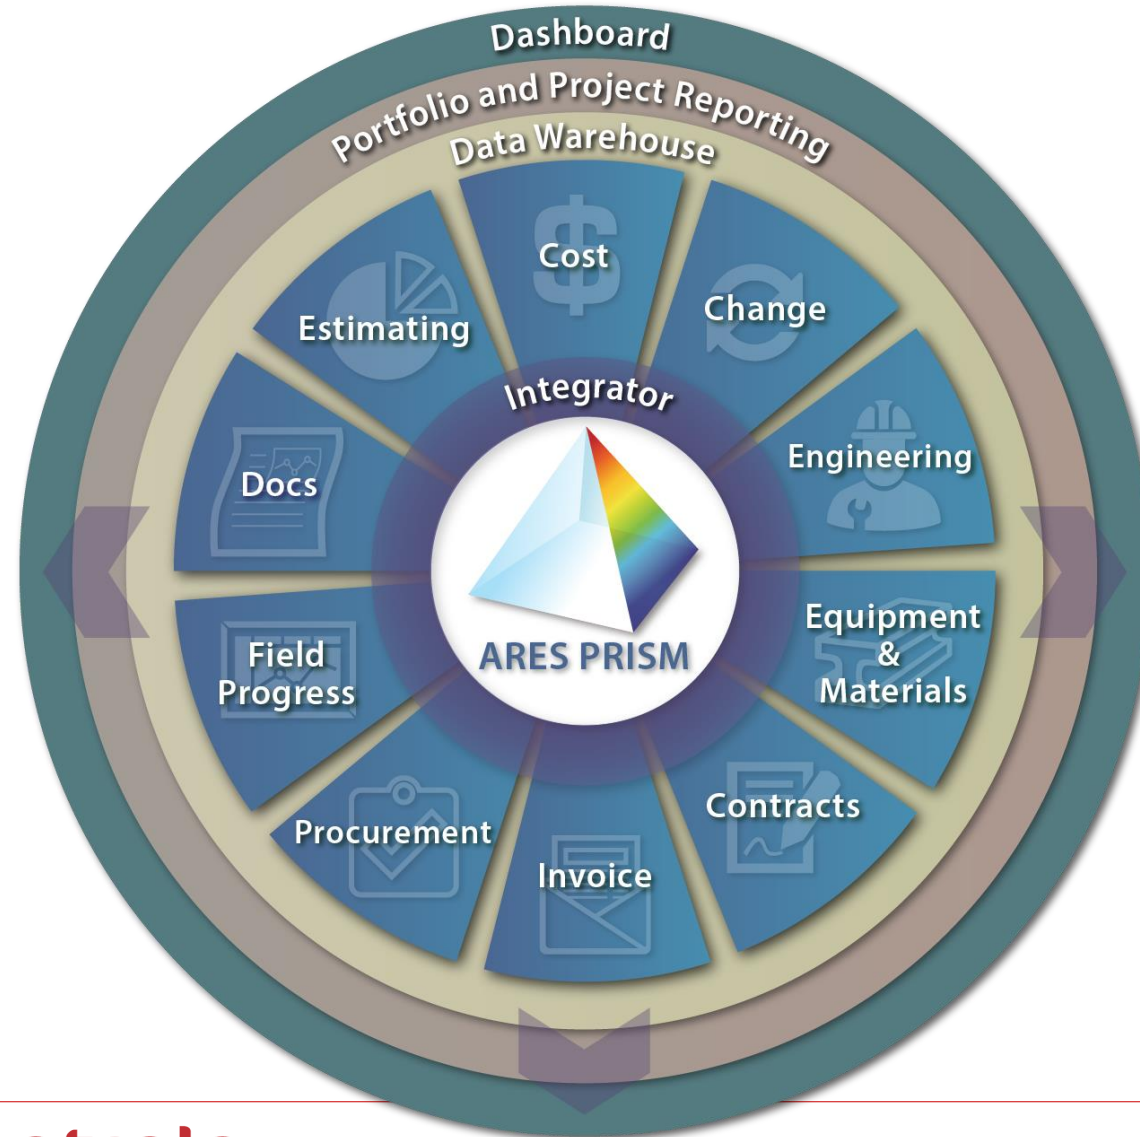 Dashboard
Portfolio and Project Reporting
Data Warehouse
Cost
Change
Estimating
Integrator
Engineering
Docs
Equipment
&
Materials
ARES PRISM
Field
Progress
Contracts
Procurement
Invoice